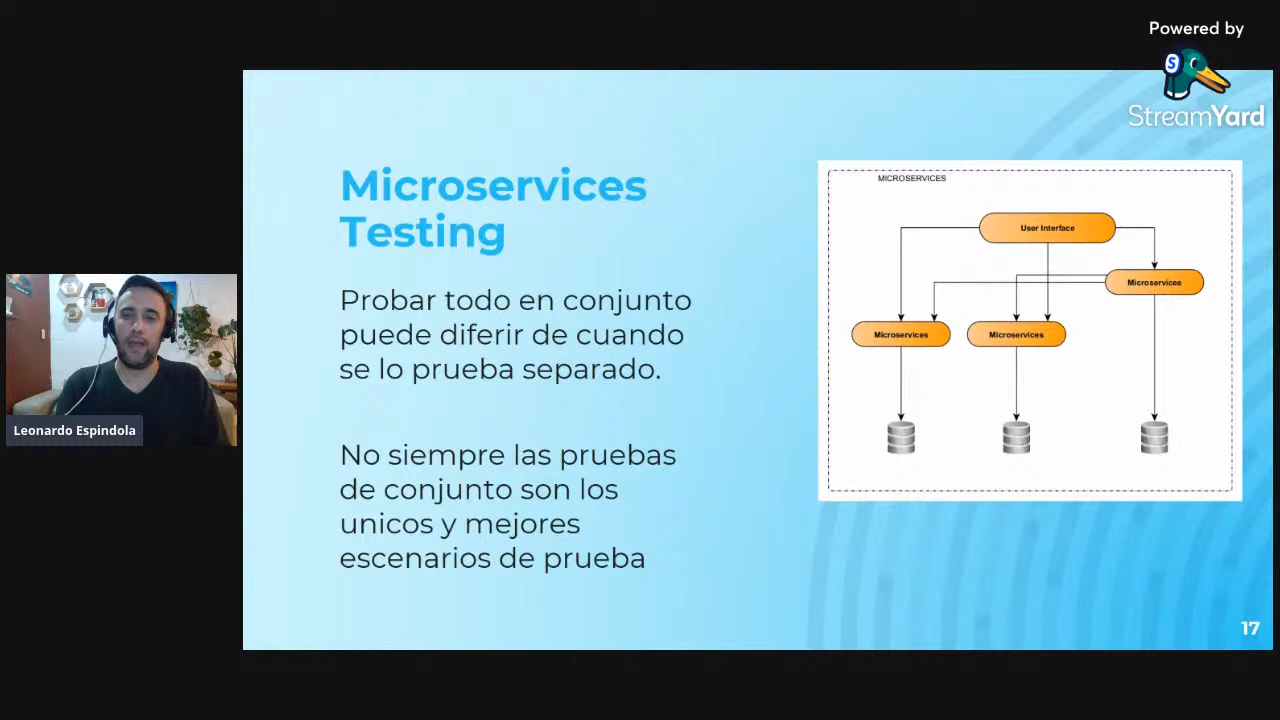 Powered by
S
StreamYard
Microservices
Testing
Probar todo en conjunto
puede diferir de cuando
se lo prueba separado.
No siempre las pruebas
de conjunto son los
unicos y mejores
escenarios de prueba
MICROSERVICES
User Interface
Microservices
Microservices
Microservices
Leonardo Espindola
17